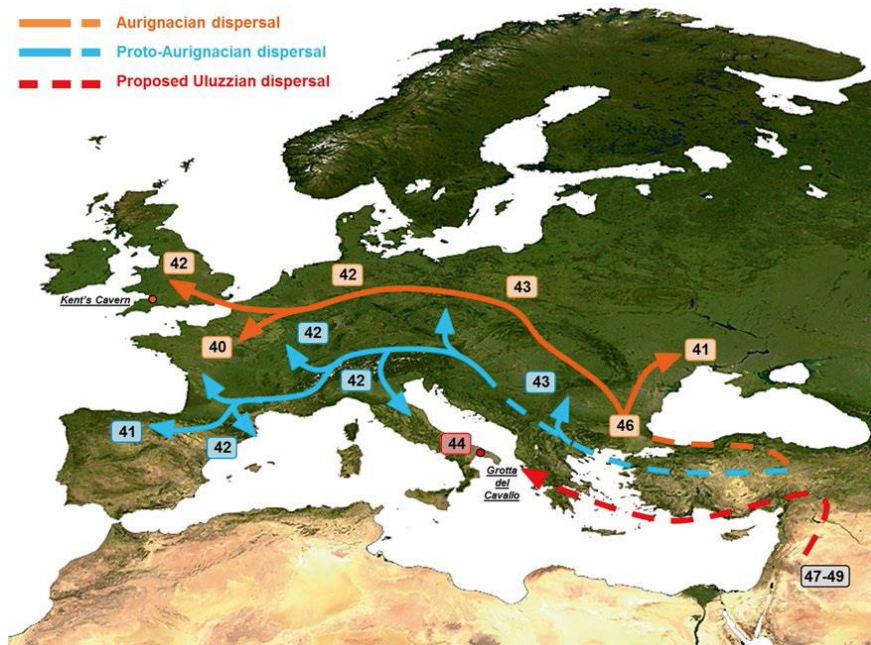 Aurignacian dispersal
Proto-Aurignacian dispersal
Proposed Uluzzian dispersal
42
42
43
Kent's Cavern
40
42
41
42
43
41
42
46
44
Grotta
del
Cavallo
47-49